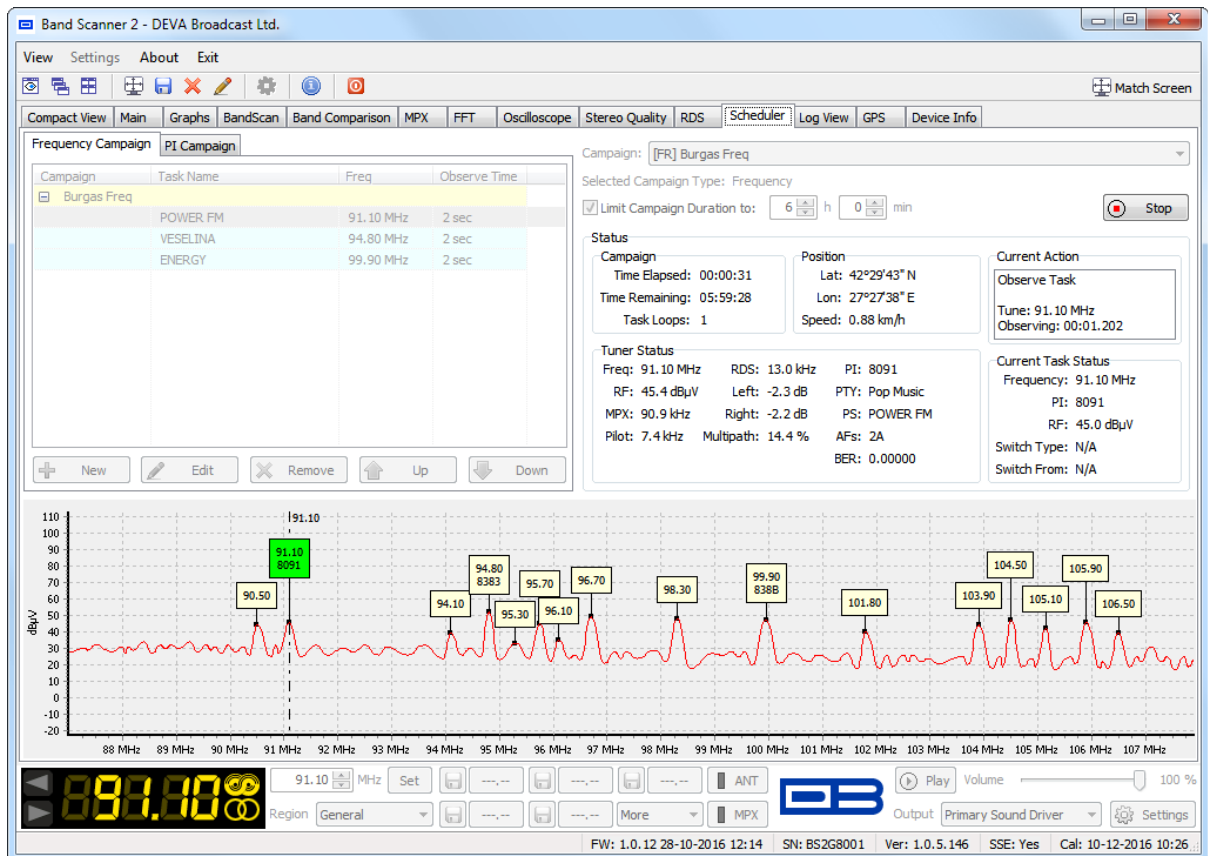 Band Scanner 2 - DEVA Broadcast Ltd.
View Settings About Exit
Match Screen
Compact View Main Graphs BandScan Band Comparison MPX FFT Oscilloscope Stereo Quality RDS Scheduler Log View GPS Device Info
Frequency Campaign PI Campaign
Campaign Task Name Freq Observe Time
Burgas Freq
POWER FM 91.10 MHz 2 sec
VESELINA 94.80 MHz 2 sec
ENERGY 99.90 MHz 2 sec
New Edit Remove Up Down
Campaign: [FR] Burgas Freq
Selected Campaign Type: Frequency
Limit Campaign Duration to: 6 h 0 min
Stop
Status
Campaign
Time Elapsed: 00:00:31
Time Remaining: 05:59:28
Task Loops: 1
Position
Lat: 42°29'43" N
Lon: 27°27'38" E
Speed: 0.88 km/h
Current Action
Observe Task
Tune: 91.10 MHz
Observing: 00:01.202
Tuner Status
Freq: 91.10 MHz RDS: 13.0 kHz PI: 8091
RF: 45.4 dBµV Left: -2.3 dB PTY: Pop Music
MPX: 90.9 kHz Right: -2.2 dB PS: POWER FM
Pilot: 7.4 kHz Multipath: 14.4 % AFs: 2A
BER: 0.00000
Current Task Status
Frequency: 91.10 MHz
PI: 8091
RF: 45.0 dBµV
Switch Type: N/A
Switch From: N/A
dBµV
110
100
90
80
70
60
50
40
30
20
10
0
-10
-20
91.10
90.50
91.10
8091
94.10
94.80
8383
95.30
95.70
96.10
96.70
98.30
99.90
838B
101.80
103.90
104.50
105.10
105.90
106.50
88 MHz 89 MHz 90 MHz 91 MHz 92 MHz 93 MHz 94 MHz 95 MHz 96 MHz 97 MHz 98 MHz 99 MHz 100 MHz 101 MHz 102 MHz 103 MHz 104 MHz 105 MHz 106 MHz 107 MHz
91.10
91.10 MHz Set ---.-- ---.-- ---.-- ANT
Region General ---.-- ---.-- More MPX
DB
Play Volume 100 %
Output Primary Sound Driver Settings
FW: 1.0.12 28-10-2016 12:14 SN: BS2G8001 Ver: 1.0.5.146 SSE: Yes Cal: 10-12-2016 10:26